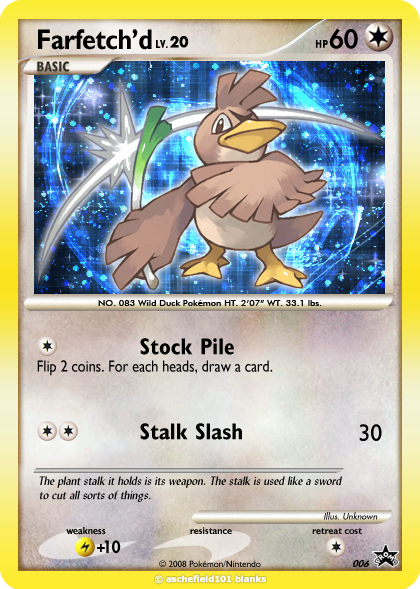 Farfetch'd LV.20 HP60
BASIC
NO. 083 Wild Duck Pokémon HT. 2'07" WT. 33.1 lbs.
Stock Pile
Flip 2 coins. For each heads, draw a card.
Stalk Slash 30
The plant stalk it holds is its weapon. The stalk is used like a sword
to cut all sorts of things.
Illus. Unknown
weakness resistance retreat cost
+10
© 2008 Pokémon/Nintendo 006 PROMO
© aschefield101 blanks